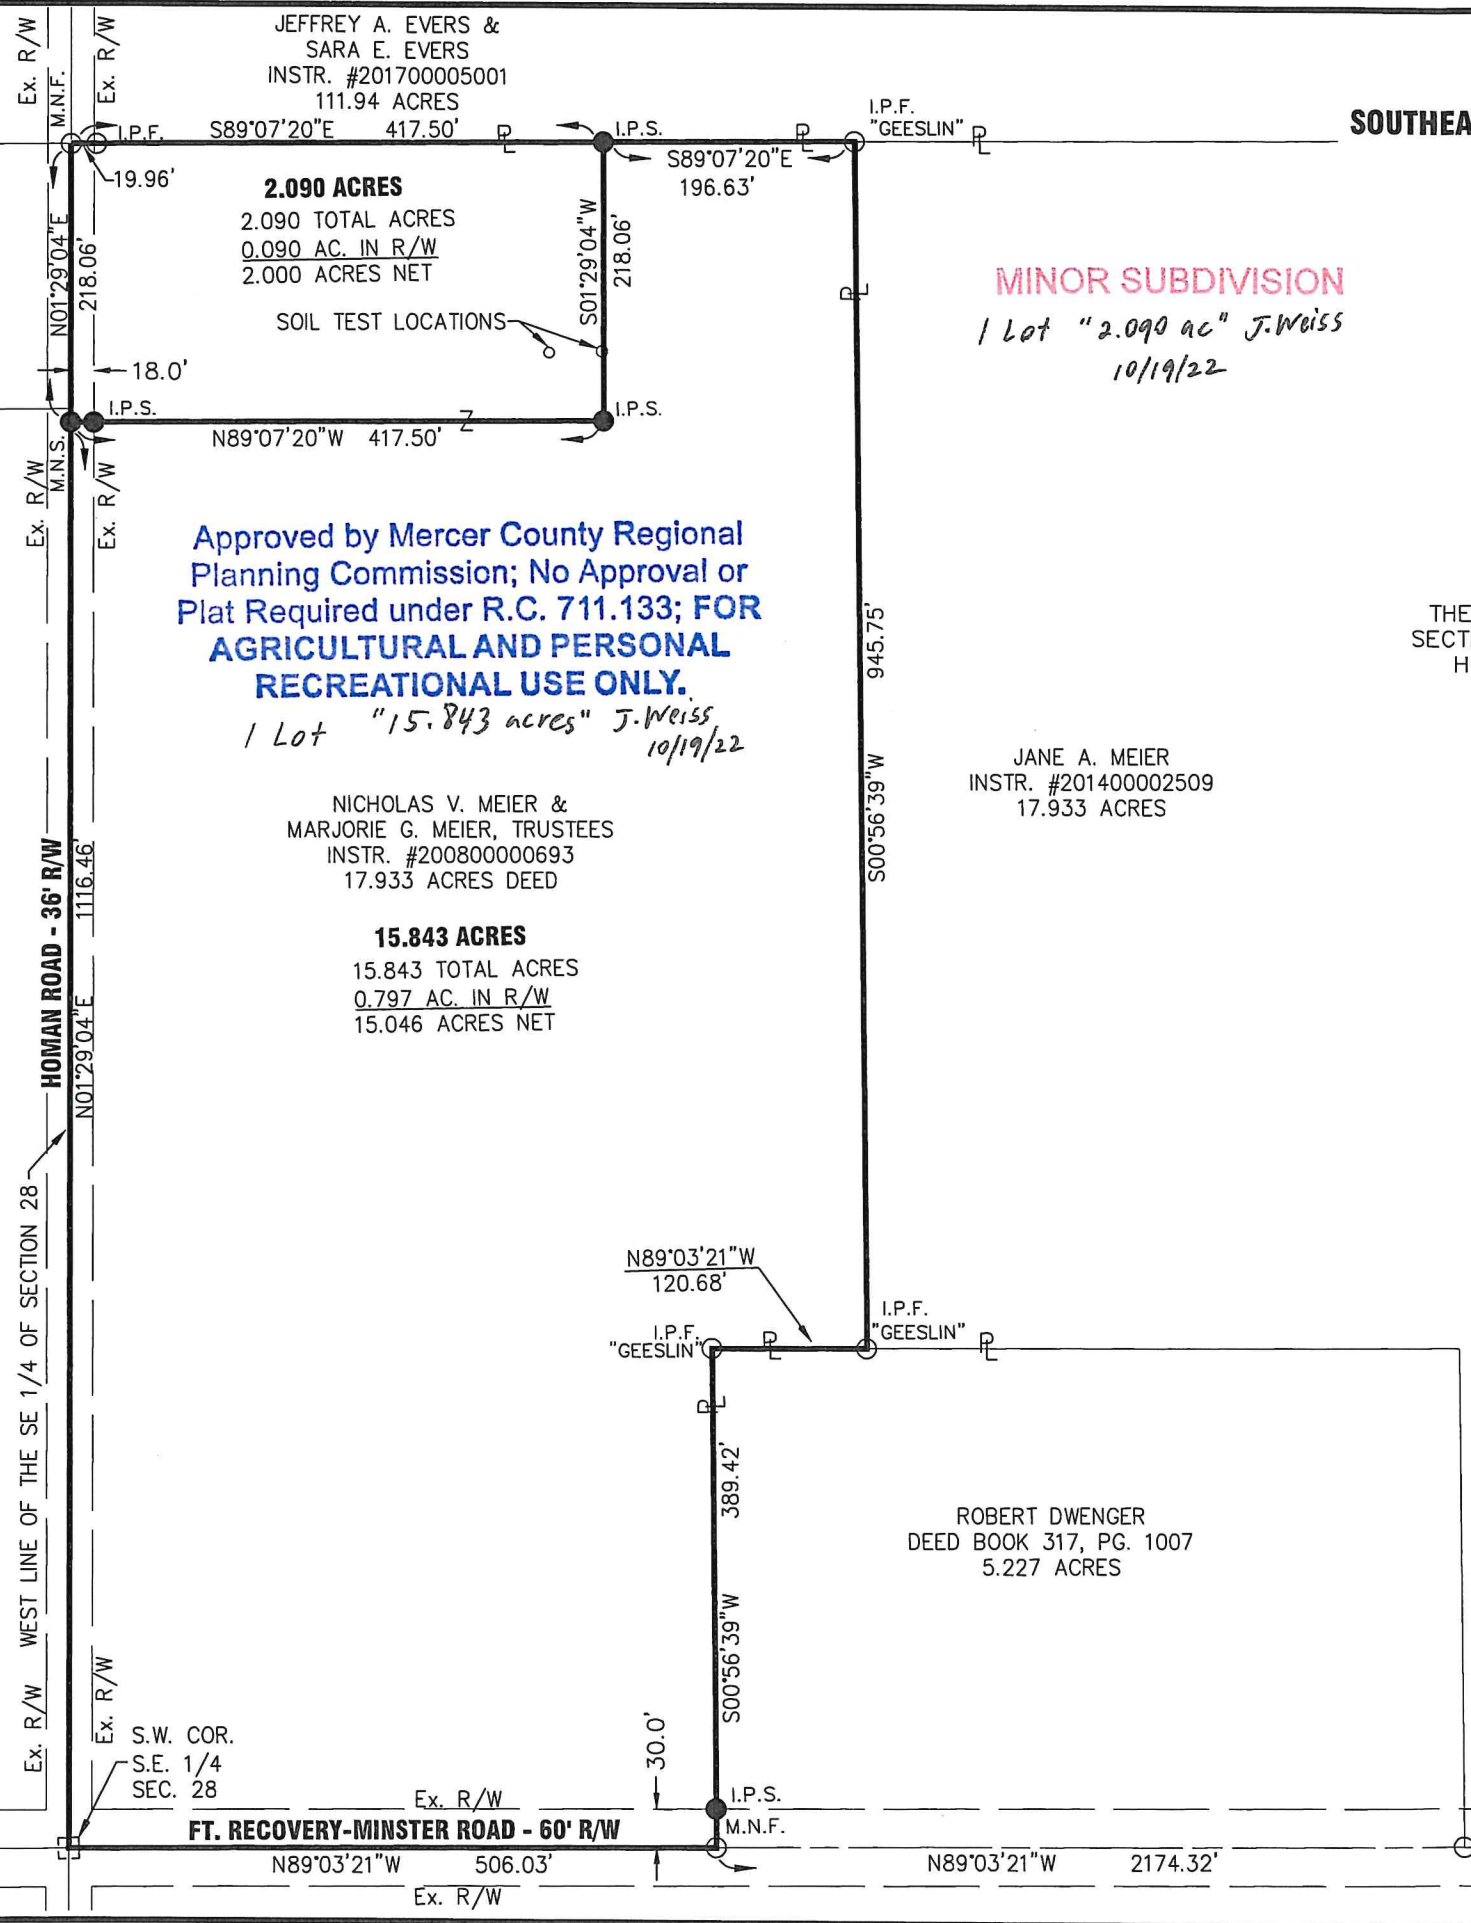 JEFFREY A. EVERS &
SARA E. EVERS
INSTR. #201700005001
111.94 ACRES
Ex. R/W
M.N.F.
Ex. R/W
I.P.F.
S89°07'20"E 417.50'
PL
I.P.S.
PL
I.P.F.
"GEESLIN"
PL
SOUTHEA
S89°07'20"E
196.63'
19.96'
2.090 ACRES
2.090 TOTAL ACRES
0.090 AC. IN R/W
2.000 ACRES NET
N01°29'04"E
218.06'
S01°29'04"W
218.06'
SOIL TEST LOCATIONS
18.0'
PL
MINOR SUBDIVISION
1 Lot "2.090 ac" J.Weiss
10/19/22
I.P.S.
Z
I.P.S.
N89°07'20"W 417.50'
M.N.S.
Ex. R/W
Ex. R/W
Approved by Mercer County Regional
Planning Commission; No Approval or
Plat Required under R.C. 711.133; FOR
AGRICULTURAL AND PERSONAL
RECREATIONAL USE ONLY.
1 Lot "15.843 acres" J.Weiss
10/19/22
945.75'
S00°56'39"W
THE
SECT
H
JANE A. MEIER
INSTR. #201400002509
17.933 ACRES
NICHOLAS V. MEIER &
MARJORIE G. MEIER, TRUSTEES
INSTR. #200800000693
17.933 ACRES DEED
15.843 ACRES
15.843 TOTAL ACRES
0.797 AC. IN R/W
15.046 ACRES NET
HOMAN ROAD - 36' R/W
N01°29'04"E 1116.46'
WEST LINE OF THE SE 1/4 OF SECTION 28
N89°03'21"W
120.68'
I.P.F.
"GEESLIN"
PL
I.P.F.
"GEESLIN"
PL
PL
389.42'
S00°56'39"W
ROBERT DWENGER
DEED BOOK 317, PG. 1007
5.227 ACRES
Ex. R/W
Ex. R/W
S.W. COR.
S.E. 1/4
SEC. 28
30.0'
Ex. R/W
I.P.S.
FT. RECOVERY-MINSTER ROAD - 60' R/W
M.N.F.
N89°03'21"W 506.03'
N89°03'21"W 2174.32'
Ex. R/W